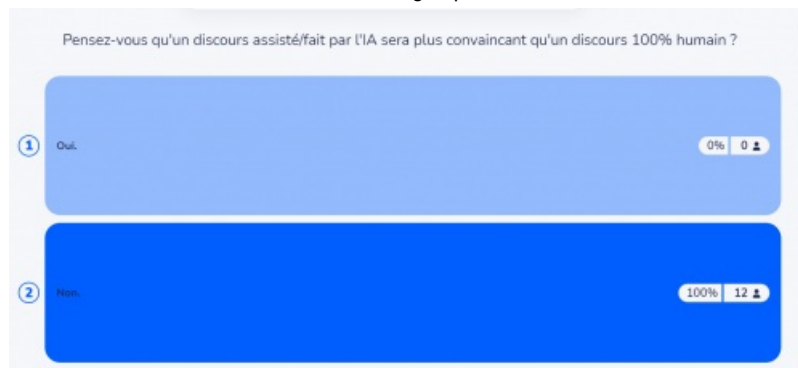 Pensez-vous qu'un discours assisté/fait par l'IA sera plus convaincant qu'un discours 100% humain ?
1 Oui. 0% 0
2 Non. 100% 12